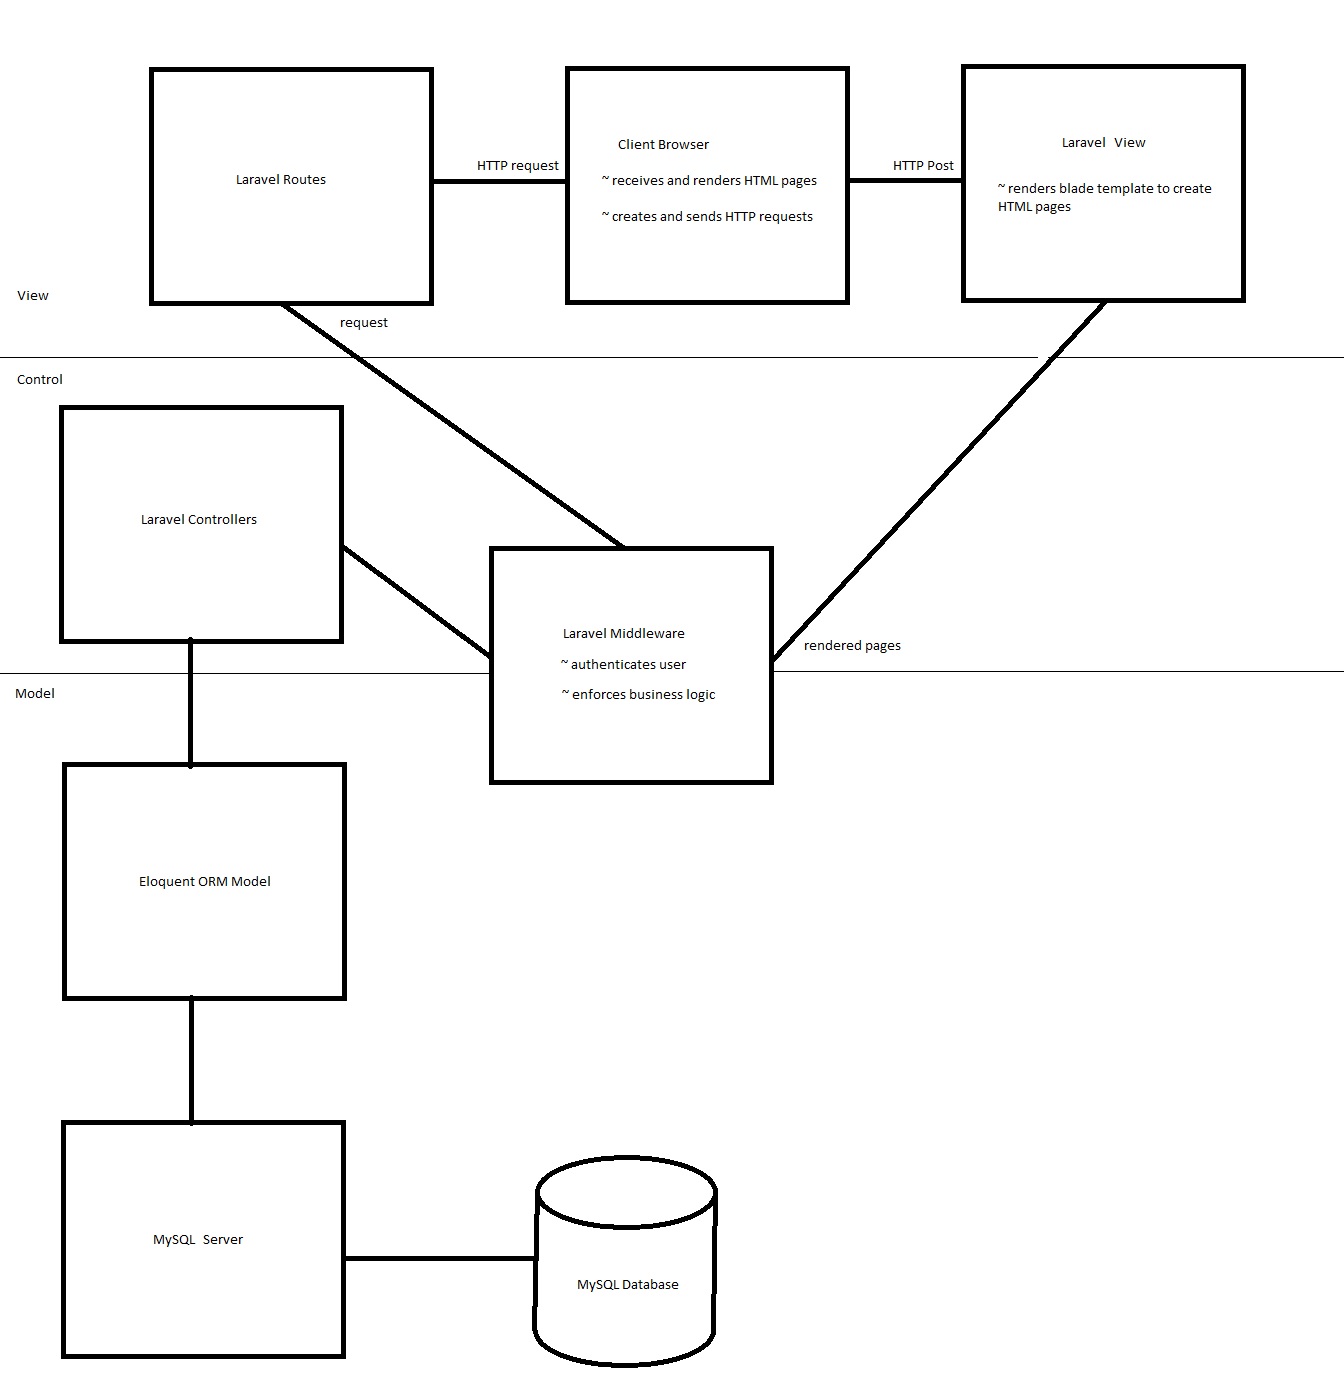 Laravel Routes
HTTP request
Client Browser
~ receives and renders HTML pages
~ creates and sends HTTP requests
HTTP Post
Laravel View
~ renders blade template to create
HTML pages
View
request
Control
Laravel Controllers
Laravel Middleware
~ authenticates user
~ enforces business logic
rendered pages
Model
Eloquent ORM Model
MySQL Server
MySQL Database